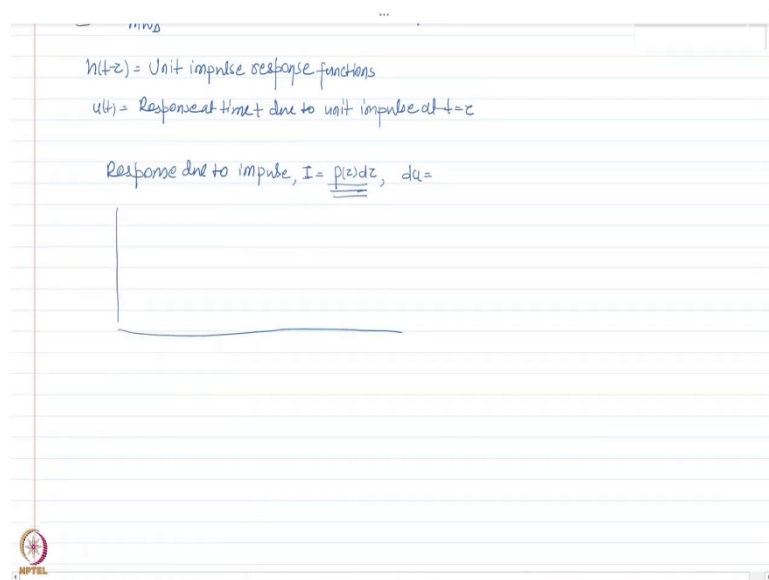 ...
mωD
h(t-τ) = Unit impulse response functions
u(t) = Response at time t due to unit impulse at t=τ
Response due to impulse, I = p(τ)dτ, du =
NPTEL